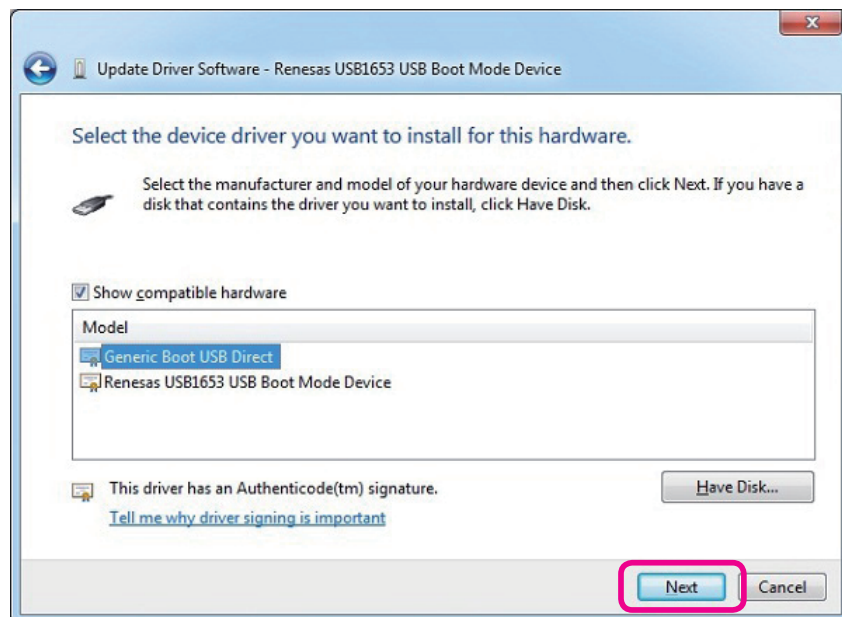 Update Driver Software - Renesas USB1653 USB Boot Mode Device
Select the device driver you want to install for this hardware.
Select the manufacturer and model of your hardware device and then click Next. If you have a
disk that contains the driver you want to install, click Have Disk.
Show compatible hardware
Model
Generic Boot USB Direct
Renesas USB1653 USB Boot Mode Device
This driver has an Authenticode(tm) signature.
Have Disk...
Tell me why driver signing is important
Next
Cancel